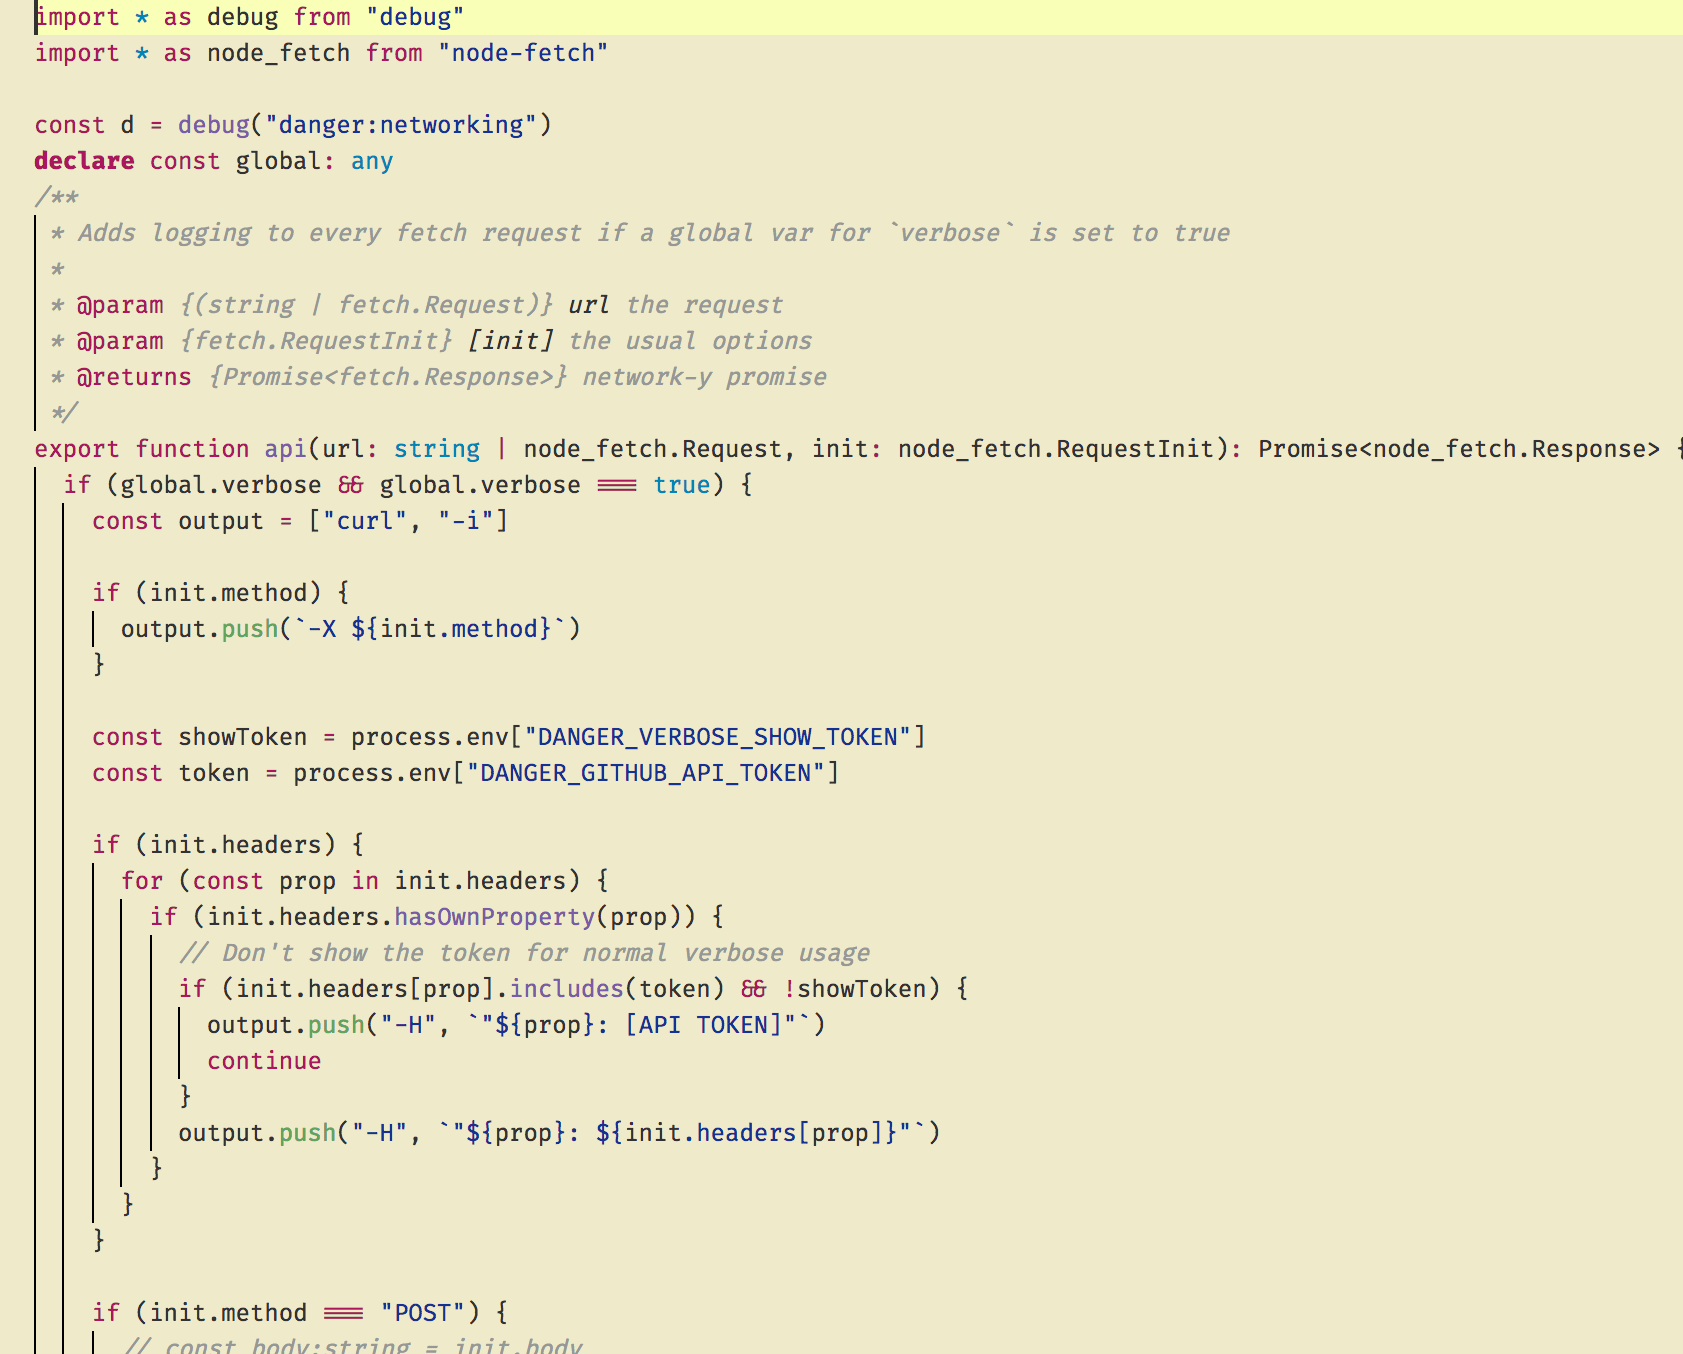 import * as debug from "debug"
import * as node_fetch from "node-fetch"

const d = debug("danger:networking")
declare const global: any
/**
 * Adds logging to every fetch request if a global var for `verbose` is set to true
 *
 * @param {(string | fetch.Request)} url the request
 * @param {fetch.RequestInit} [init] the usual options
 * @returns {Promise<fetch.Response>} network-y promise
 */
export function api(url: string | node_fetch.Request, init: node_fetch.RequestInit): Promise<node_fetch.Response> {
  if (global.verbose && global.verbose === true) {
    const output = ["curl", "-i"]

    if (init.method) {
      output.push(`-X ${init.method}`)
    }

    const showToken = process.env["DANGER_VERBOSE_SHOW_TOKEN"]
    const token = process.env["DANGER_GITHUB_API_TOKEN"]

    if (init.headers) {
      for (const prop in init.headers) {
        if (init.headers.hasOwnProperty(prop)) {
          // Don't show the token for normal verbose usage
          if (init.headers[prop].includes(token) && !showToken) {
            output.push("-H", `"${prop}: [API TOKEN]"`)
            continue
          }
          output.push("-H", `"${prop}: ${init.headers[prop]}"`)
        }
      }
    }

    if (init.method === "POST") {
      // const body:string = init.body